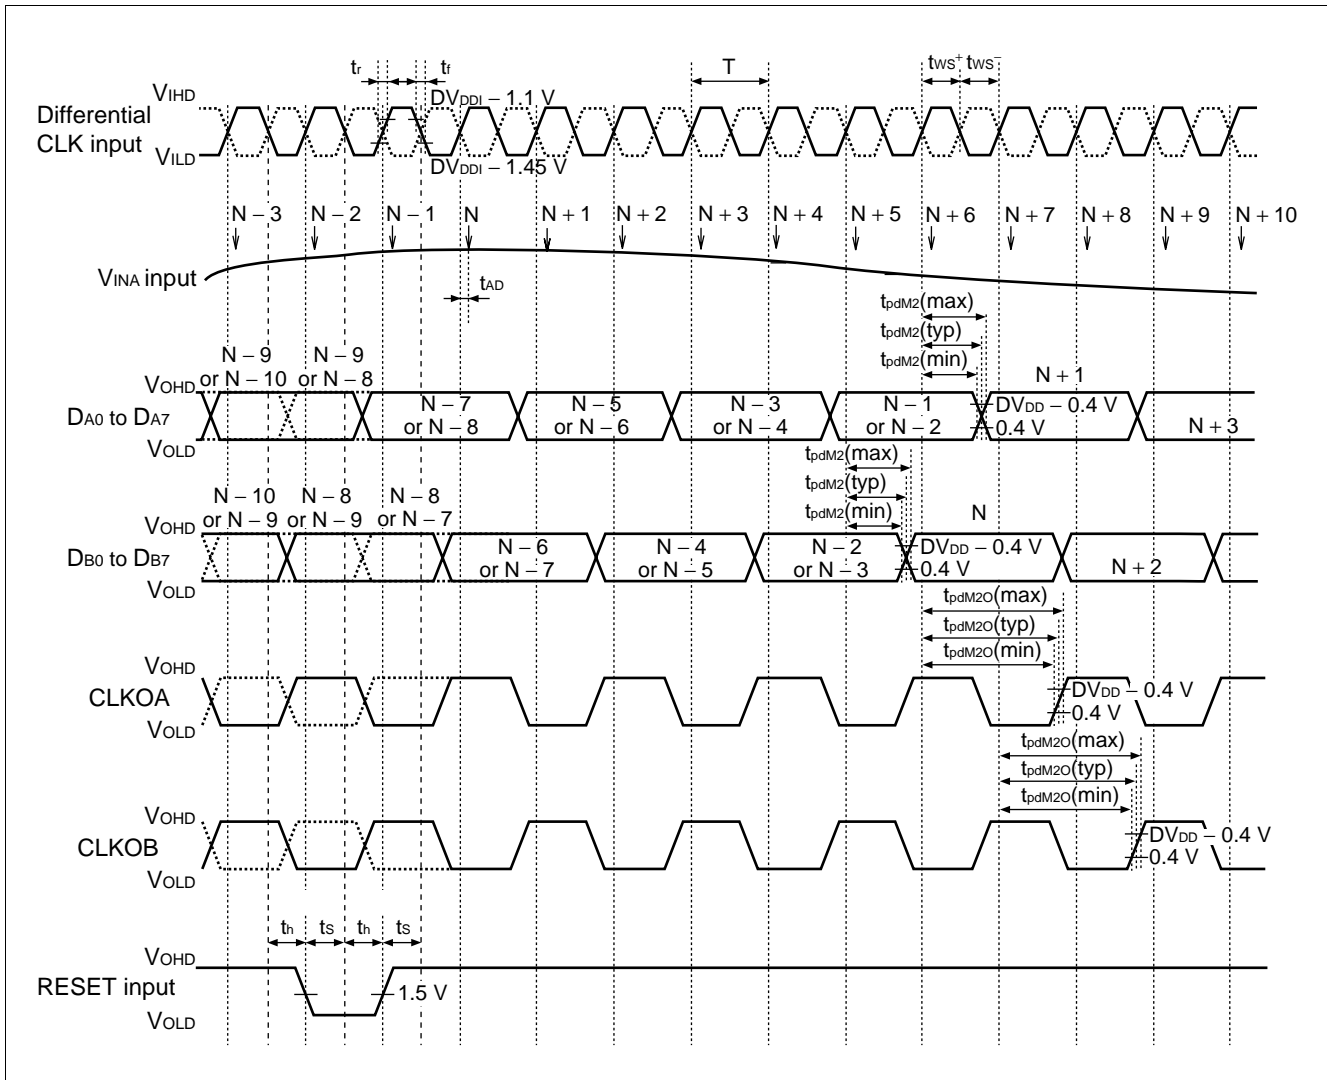 tr tf T tWS+ tWS−
VIHD
DVDDI – 1.1 V
Differential
CLK input
VILD
DVDDI – 1.45 V
N – 3 N – 2 N – 1 N N + 1 N + 2 N + 3 N + 4 N + 5 N + 6 N + 7 N + 8 N + 9 N + 10
VINA input
tAD
tpdM2(max)
tpdM2(typ)
tpdM2(min)
N – 9 N – 9
or N – 10 or N – 8
N + 1
VOHD
DA0 to DA7
VOLD
N – 7 N – 5 N – 3 N – 1
or N – 8 or N – 6 or N – 4 or N – 2
DVDD – 0.4 V
0.4 V
N + 3
tpdM2(max)
tpdM2(typ)
tpdM2(min)
N – 10 N – 8 N – 8
or N – 9 or N – 9 or N – 7
N
VOHD
DB0 to DB7
VOLD
N – 6 N – 4 N – 2
or N – 7 or N – 5 or N – 3
DVDD – 0.4 V
0.4 V
N + 2
tpdM2O(max)
tpdM2O(typ)
tpdM2O(min)
VOHD
CLKOA
VOLD
DVDD – 0.4 V
0.4 V
tpdM2O(max)
tpdM2O(typ)
tpdM2O(min)
VOHD
CLKOB
VOLD
DVDD – 0.4 V
0.4 V
th tS th tS
VOHD
RESET input
VOLD
1.5 V